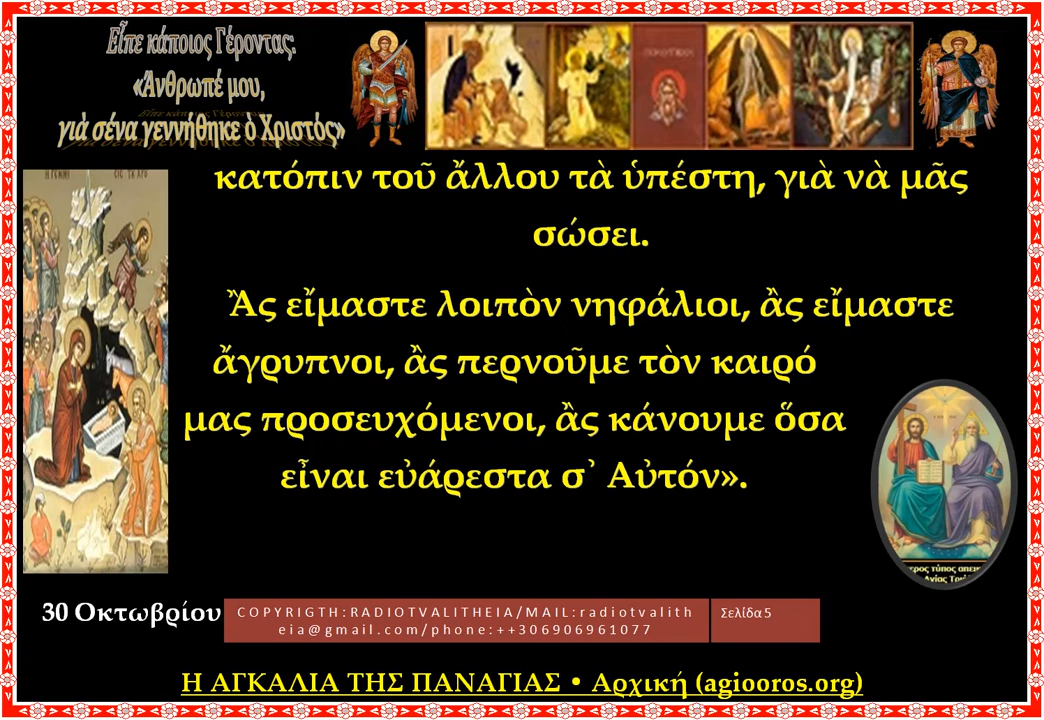 Εἶπε κάποιος Γέροντας:
«Ἄνθρωπέ μου,
γιὰ σένα γεννήθηκε ὁ Χριστός»
κατόπιν τοῦ ἄλλου τὰ ὑπέστη, γιὰ νὰ μᾶς
σώσει.
Ἂς εἴμαστε λοιπὸν νηφάλιοι, ἂς εἴμαστε
ἄγρυπνοι, ἂς περνοῦμε τὸν καιρό
μας προσευχόμενοι, ἂς κάνουμε ὅσα
εἶναι εὐάρεστα σ᾿ Αὐτόν».
30 Οκτωβρίου
COPYRIGTH:RADIOTVALITHEIA/MAIL:radiotvalith
eia@gmail.com/phone:++306906961077
Σελίδα 5
Η ΑΓΚΑΛΙΑ ΤΗΣ ΠΑΝΑΓΙΑΣ • Αρχική (agiooros.org)